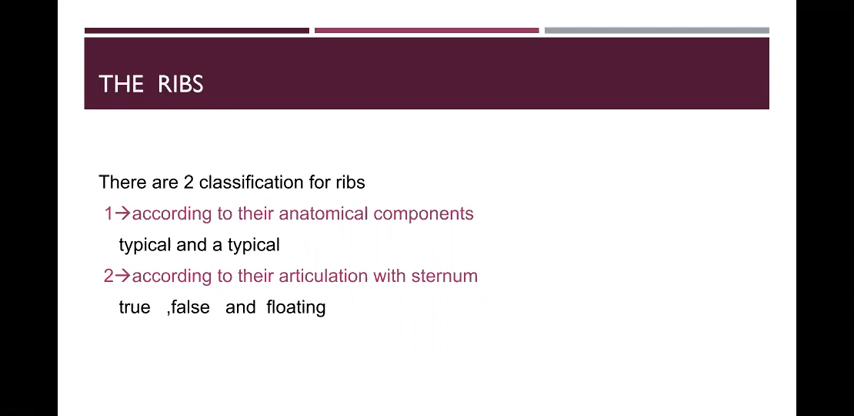 THE RIBS
There are 2 classification for ribs
1→according to their anatomical components
typical and a typical
2→according to their articulation with sternum
true ,false and floating